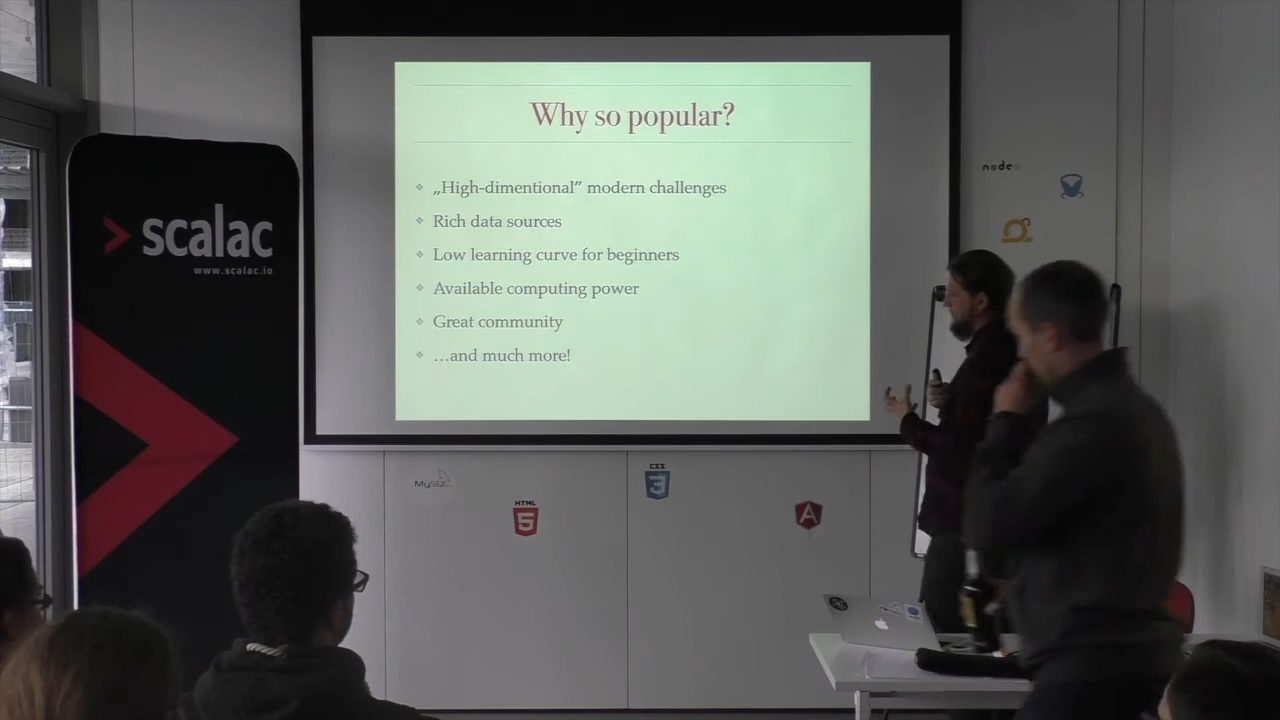 Why so popular?
„High-dimentional” modern challenges
Rich data sources
Low learning curve for beginners
Available computing power
Great community
…and much more!
scalac
www.scalac.io
node
MySQL
HTML
5
CSS
3
A